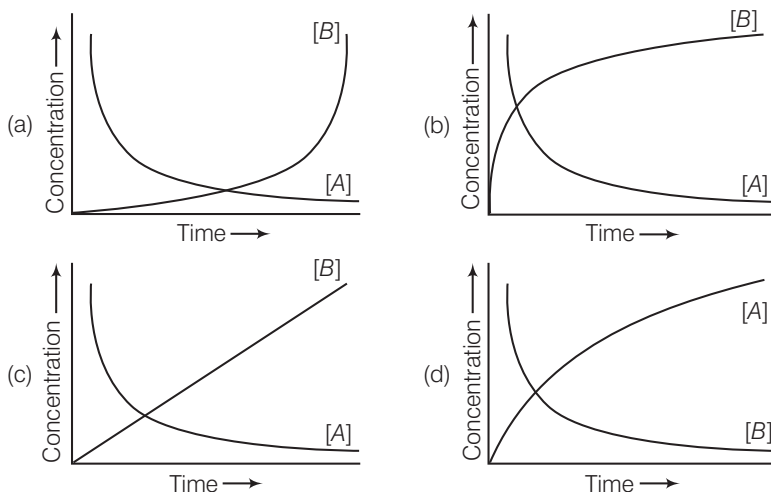 (a)
Concentration
[B]
[A]
Time
(b)
Concentration
[B]
[A]
Time
(c)
Concentration
[B]
[A]
Time
(d)
Concentration
[A]
[B]
Time